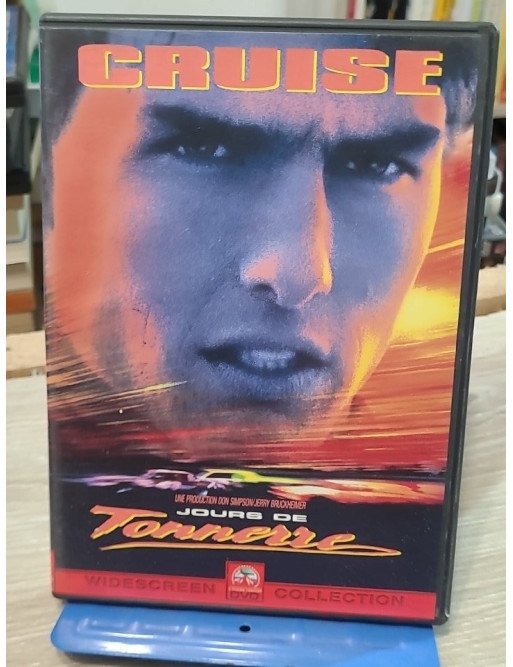 CRUISE
UNE PRODUCTION DON SIMPSON/JERRY BRUCKHEIMER
JOURS DE
Tonnerre
WIDESCREEN DVD COLLECTION